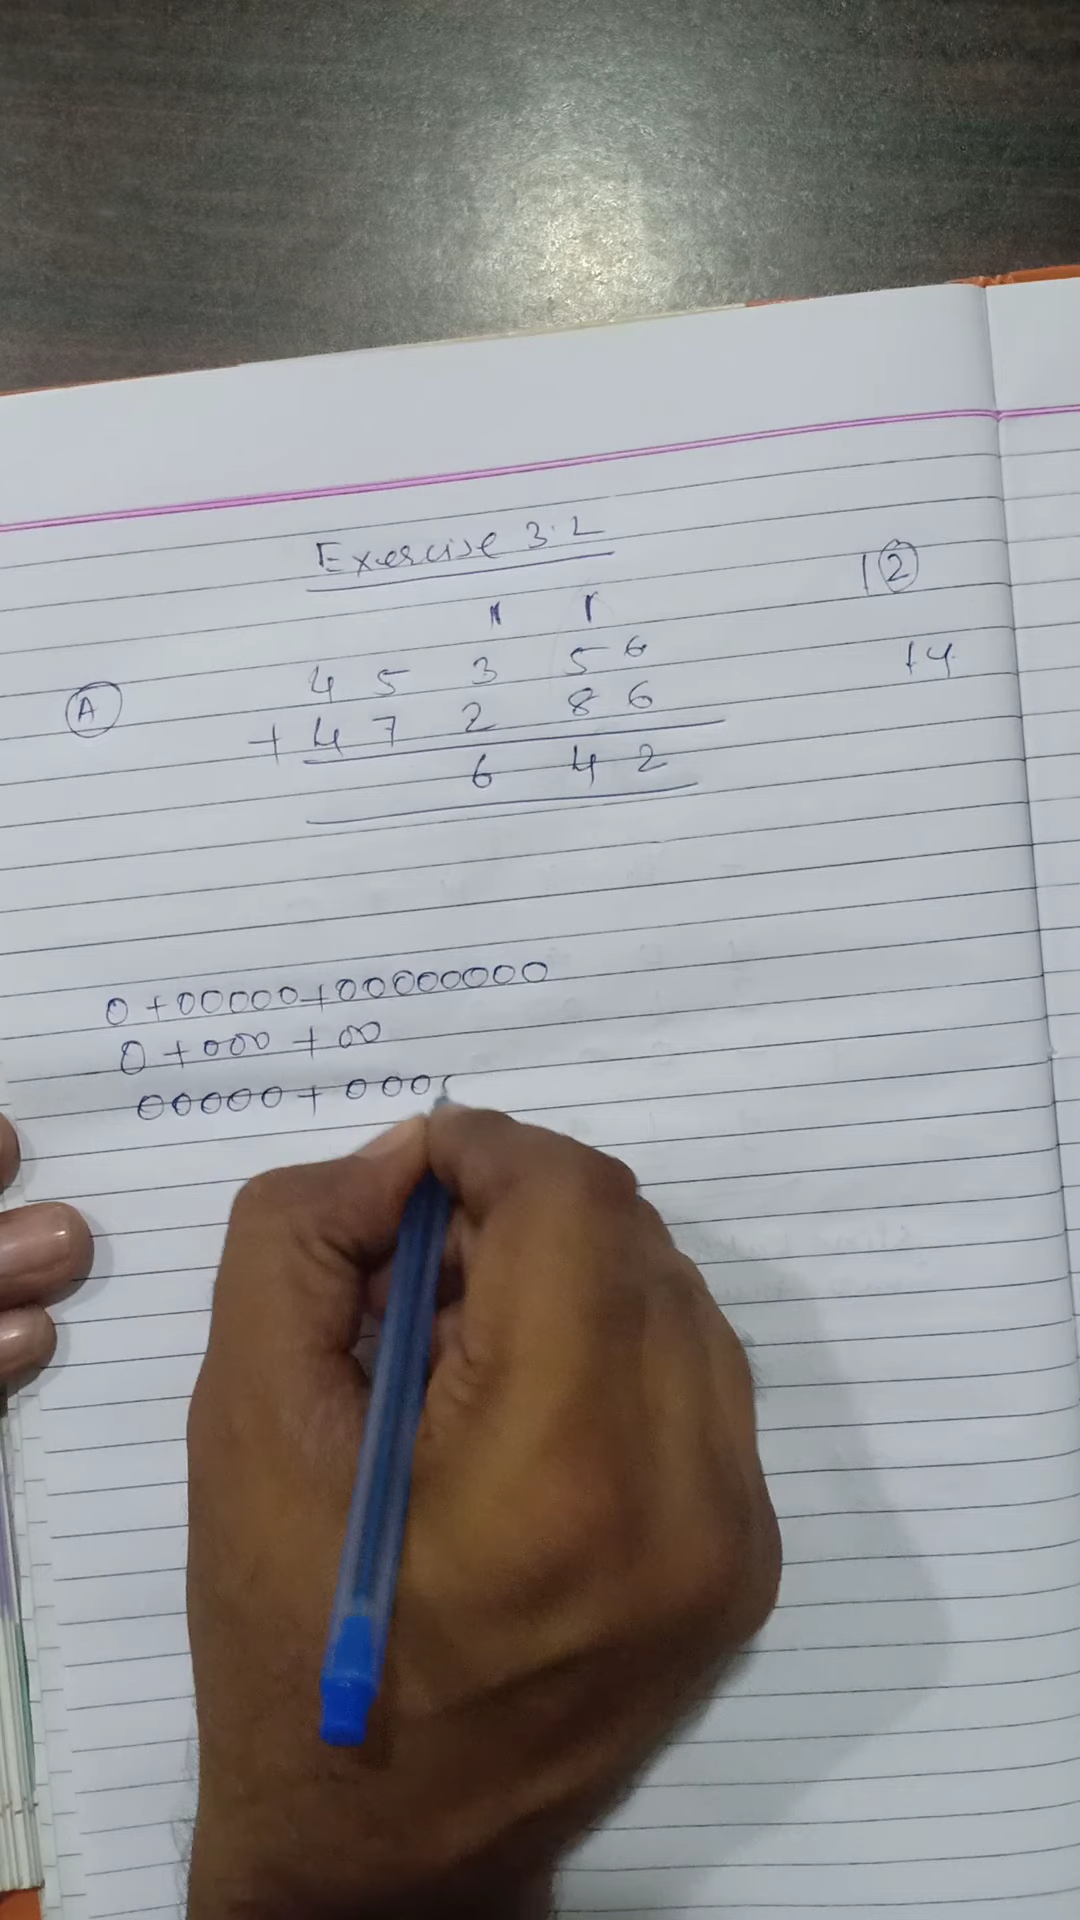 Exercise 3.2
1 1
12
4 5 3 5 6
14
A
+ 4 7 2 8 6
6 4 2
0 + 00000 + 00000000
0 + 000 + 00
00000 + 000